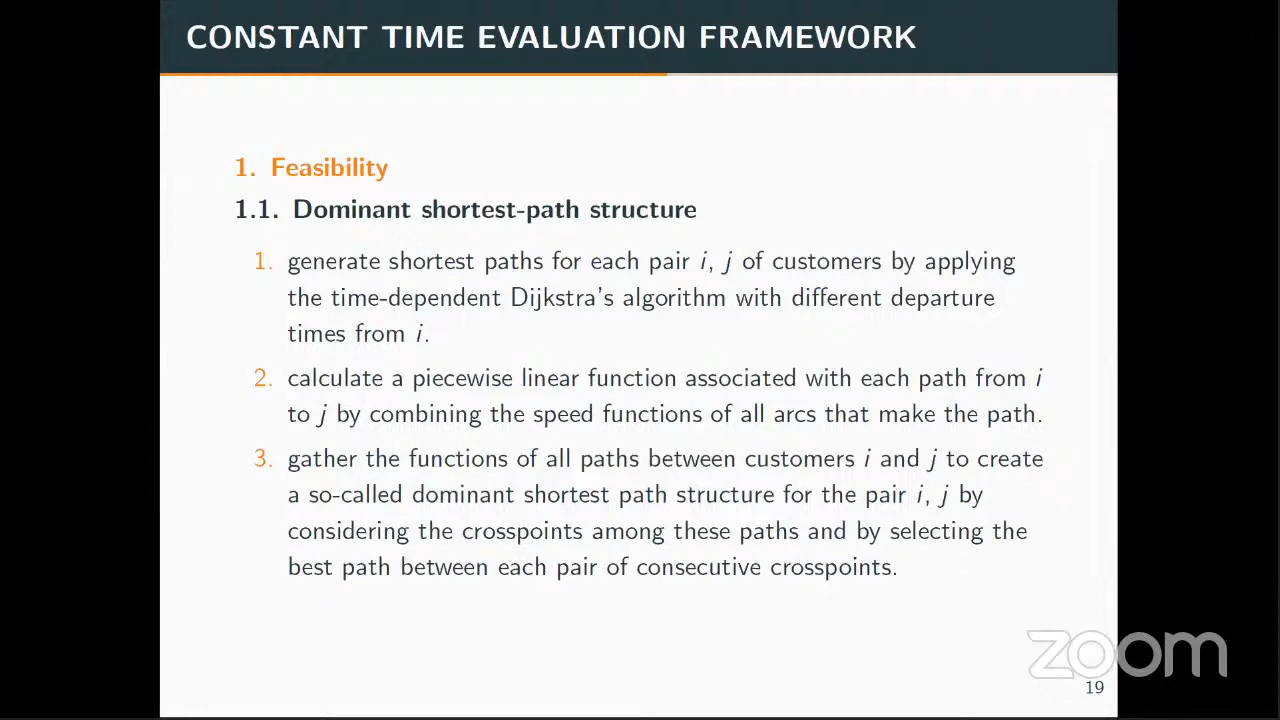 CONSTANT TIME EVALUATION FRAMEWORK
1. Feasibility
1.1. Dominant shortest-path structure
1. generate shortest paths for each pair i, j of customers by applying
the time-dependent Dijkstra's algorithm with different departure
times from i.
2. calculate a piecewise linear function associated with each path from i
to j by combining the speed functions of all arcs that make the path.
3. gather the functions of all paths between customers i and j to create
a so-called dominant shortest path structure for the pair i, j by
considering the crosspoints among these paths and by selecting the
best path between each pair of consecutive crosspoints.
zoom
19